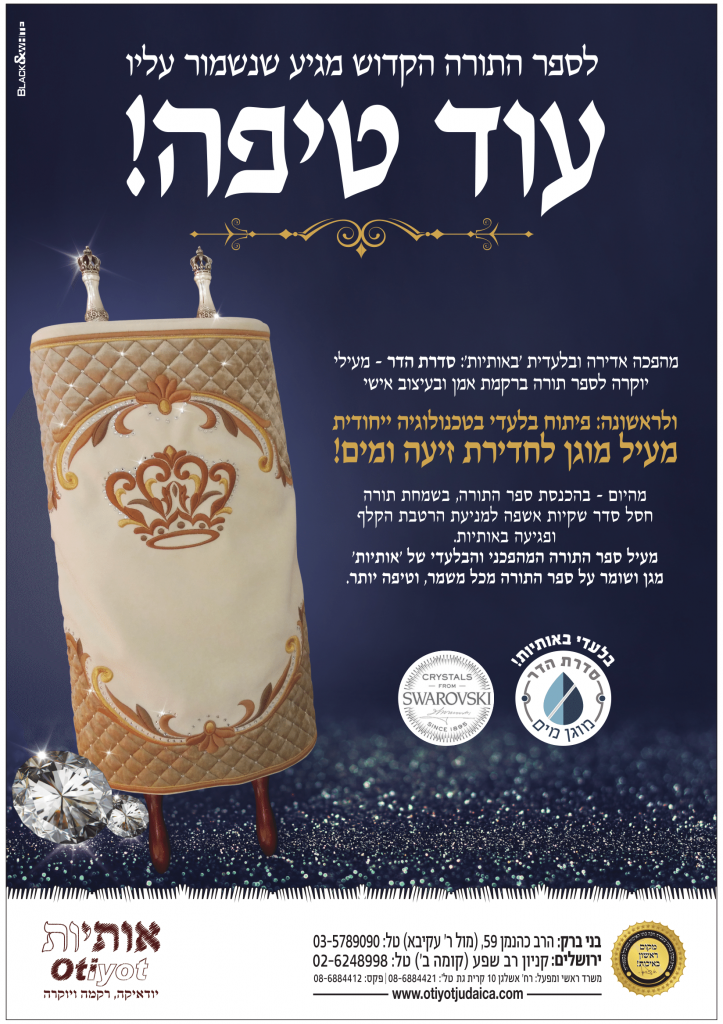 BLACK&WHITE
לספר התורה הקדוש מגיע שנשמור עליו
עוד טיפה!
מהפכה אדירה ובלעדית 'באותיות': סדרת הדר - מעילי
יוקרה לספר תורה ברקמת אמן ובעיצוב אישי
ולראשונה: פיתוח בלעדי בטכנולוגיה ייחודית
מעיל מוגן לחדירת זיעה ומים!
מהיום - בהכנסת ספר התורה, בשמחת תורה
חסל סדר שקיות אשפה למניעת הרטבת הקלף
ופגיעה באותיות.
מעיל ספר התורה המהפכני והבלעדי של 'אותיות'
מגן ושומר על ספר התורה מכל משמר, וטיפה יותר.
בלעדי באותיות!
סדרת הדר
מוגן מים
CRYSTALS
FROM
SWAROVSKI
SINCE 1895
אותיות
Otiyot
יודאיקה, רקמה ויוקרה
בני ברק: הרב כהנמן 59, (מול ר' עקיבא) טל: 03-5789090
ירושלים: קניון רב שפע (קומה ב') טל: 02-6248998
משרד ראשי ומפעל: רח' אשלגן 10 קרית גת טל': 08-6884421 | פקס: 08-6884412
www.otiyotjudaica.com
מקום
ראשון
באיכות!